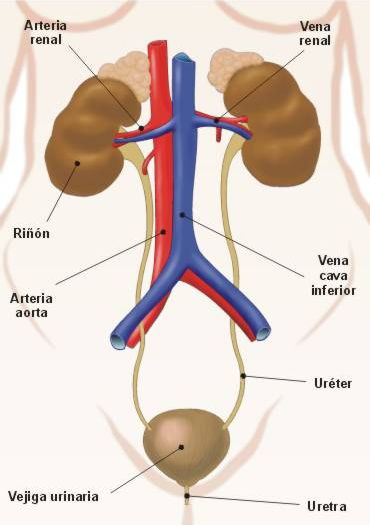 Arteria
renal
Vena
renal
Riñón
Arteria
aorta
Vena
cava
inferior
Uréter
Vejiga urinaria
Uretra